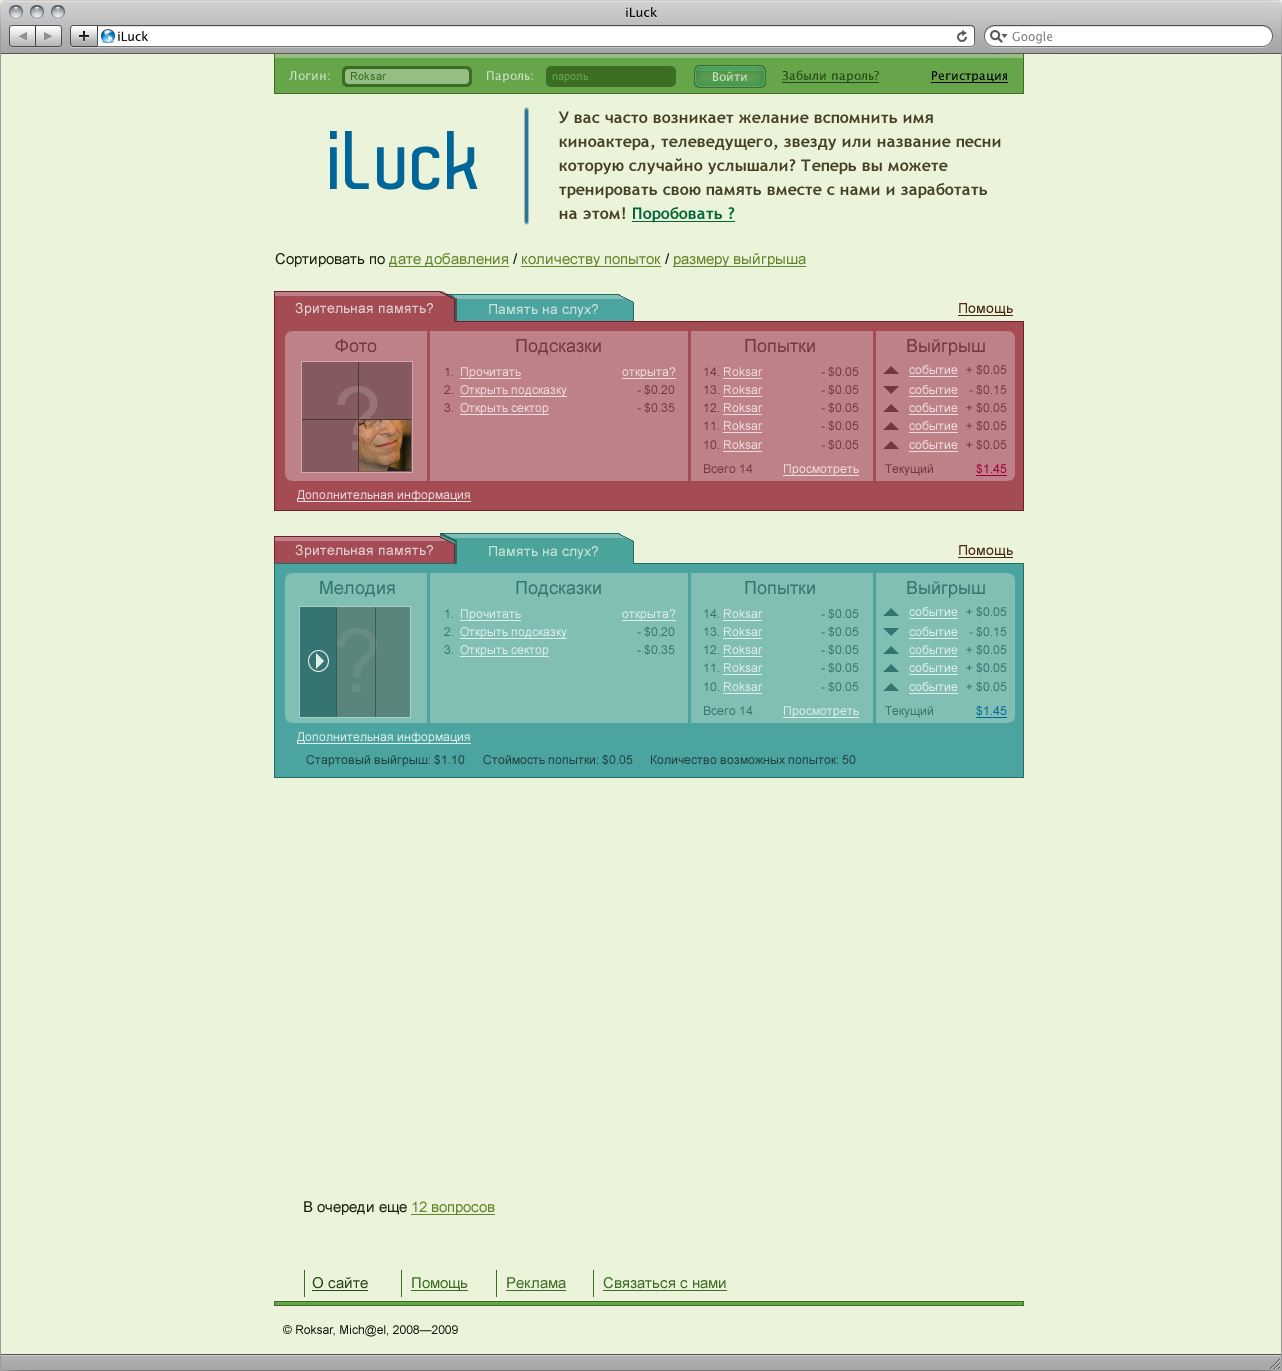 iLuck
iLuck
Google
Логин: Roksar Пароль: пароль Войти Забыли пароль? Регистрация
iLuck
У вас часто возникает желание вспомнить имя
киноактера, телеведущего, звезду или название песни
которую случайно услышали? Теперь вы можете
тренировать свою память вместе с нами и заработать
на этом! Поробовать ?
Сортировать по дате добавления / количеству попыток / размеру выйгрыша
Зрительная память? Память на слух? Помощь
Фото Подсказки Попытки Выйгрыш
1. Прочитать открыта? 14. Roksar - $0.05 событие + $0.05
2. Открыть подсказку - $0.20 13. Roksar - $0.05 событие - $0.15
3. Открыть сектор - $0.35 12. Roksar - $0.05 событие + $0.05
11. Roksar - $0.05 событие + $0.05
10. Roksar - $0.05 событие + $0.05
?
Всего 14 Просмотреть Текущий $1.45
Дополнительная информация
Зрительная память? Память на слух? Помощь
Мелодия Подсказки Попытки Выйгрыш
1. Прочитать открыта? 14. Roksar - $0.05 событие + $0.05
2. Открыть подсказку - $0.20 13. Roksar - $0.05 событие - $0.15
3. Открыть сектор - $0.35 12. Roksar - $0.05 событие + $0.05
11. Roksar - $0.05 событие + $0.05
10. Roksar - $0.05 событие + $0.05
?
Всего 14 Просмотреть Текущий $1.45
Дополнительная информация
Стартовый выйгрыш: $1.10 Стоймость попытки: $0.05 Количество возможных попыток: 50
В очереди еще 12 вопросов
О сайте Помощь Реклама Связаться с нами
© Roksar, Mich@el, 2008—2009